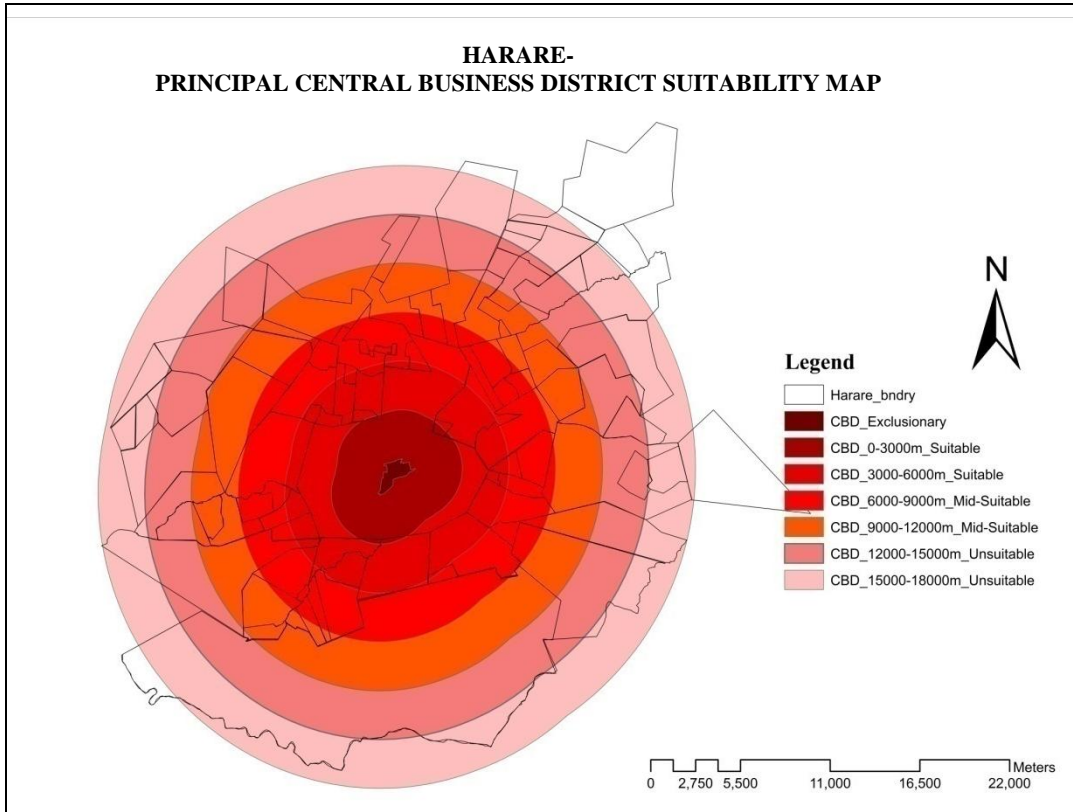 HARARE-
PRINCIPAL CENTRAL BUSINESS DISTRICT SUITABILITY MAP
N
Legend
Harare_bndry
CBD_Exclusionary
CBD_0-3000m_Suitable
CBD_3000-6000m_Suitable
CBD_6000-9000m_Mid-Suitable
CBD_9000-12000m_Mid-Suitable
CBD_12000-15000m_Unsuitable
CBD_15000-18000m_Unsuitable
Meters
0 2,750 5,500 11,000 16,500 22,000